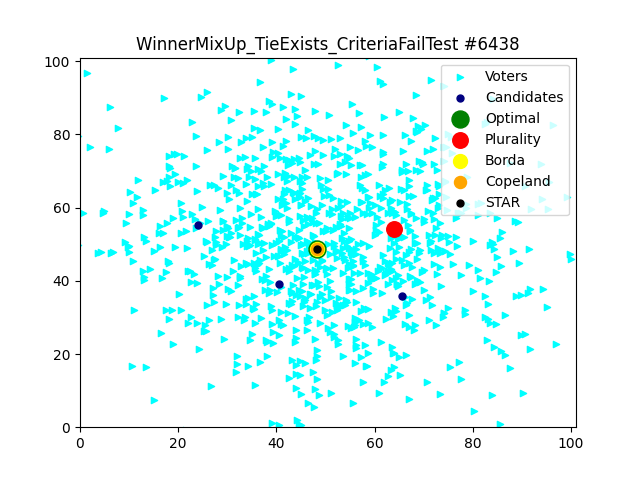 WinnerMixUp_TieExists_CriteriaFailTest #6438
Voters
Candidates
Optimal
Plurality
Borda
Copeland
STAR
100
80
60
40
20
0
0 20 40 60 80 100